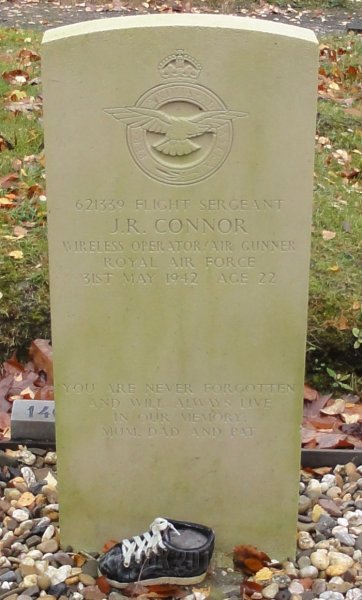 621339 FLIGHT SERGEANT
J.R. CONNOR
WIRELESS OPERATOR/AIR GUNNER
ROYAL AIR FORCE
31ST MAY 1942 AGE 22
YOU ARE NEVER FORGOTTEN
AND WILL ALWAYS LIVE
IN OUR MEMORY.
MUM, DAD AND PAT